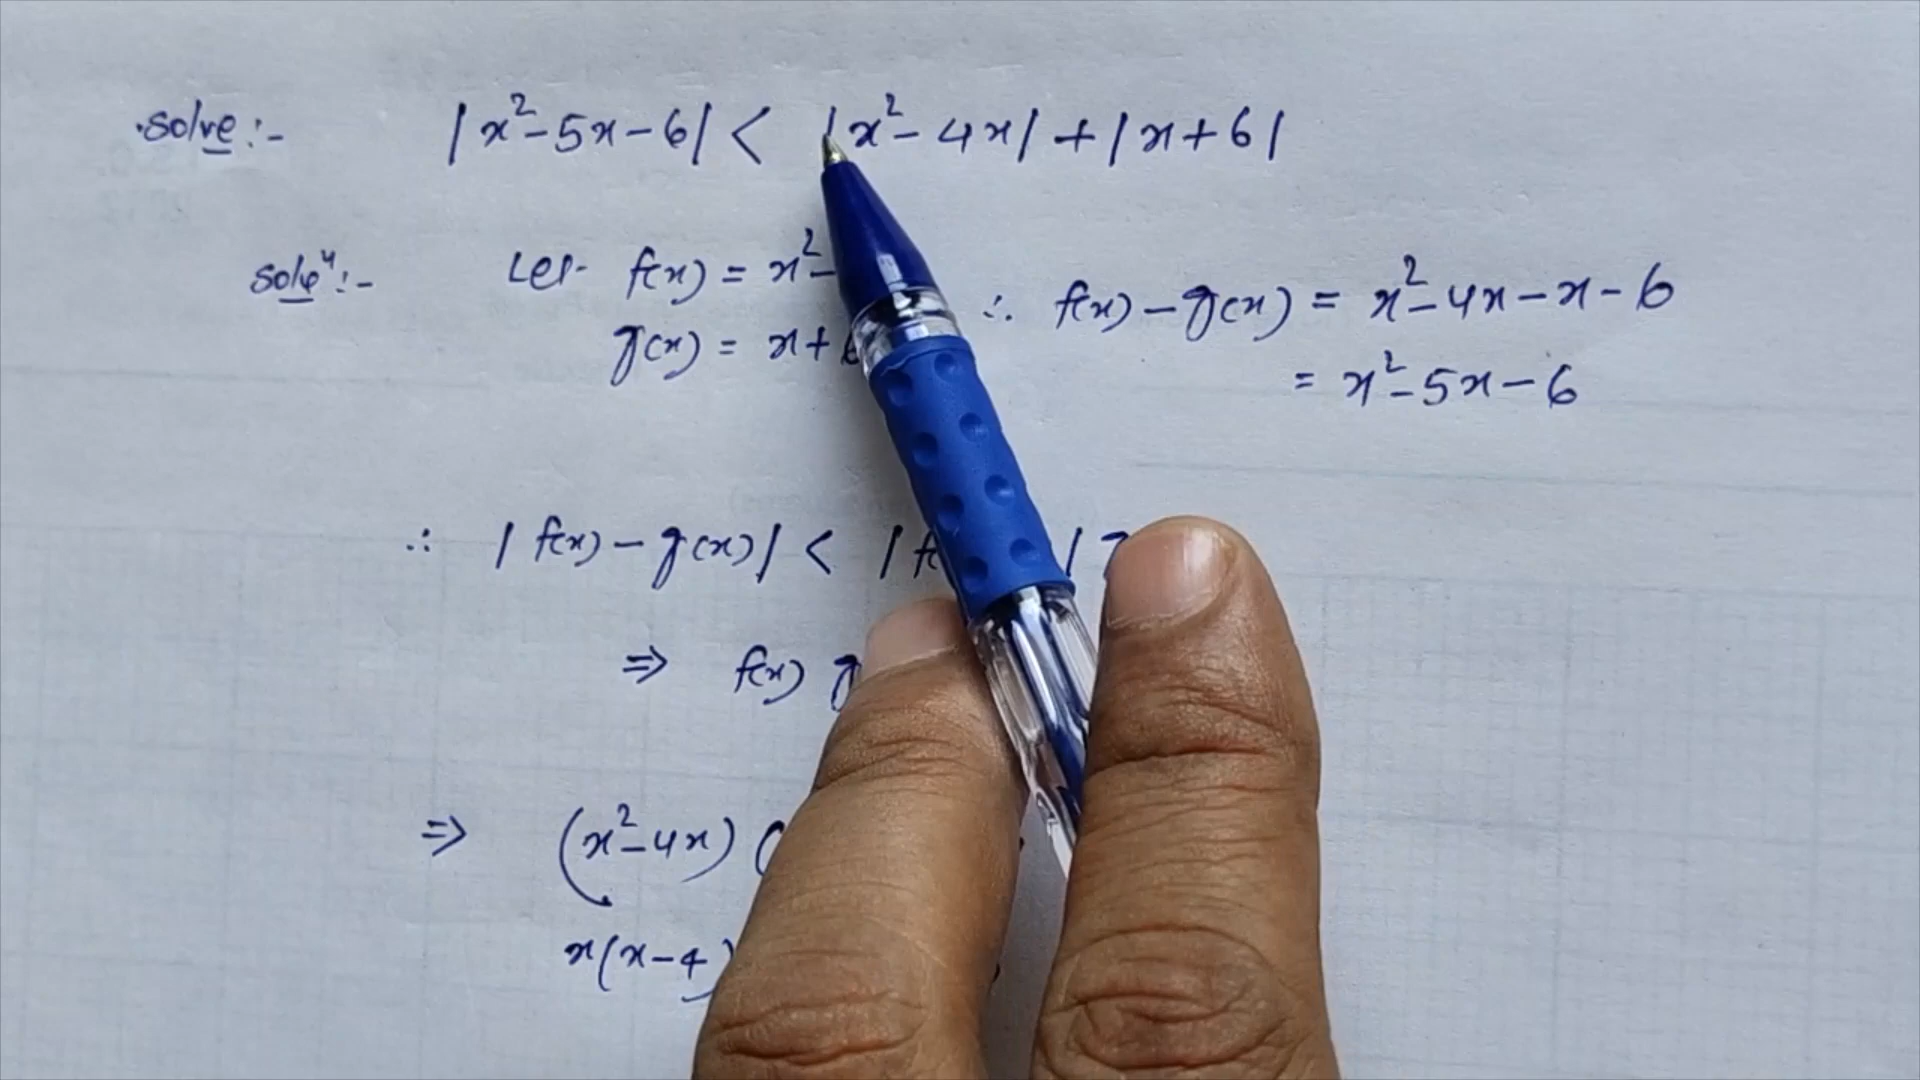 Solve:- |x²-5x-6| < |x²-4x| + |x+6|
Solⁿ:- Let f(x) = x²-
g(x) = x+6
∴ f(x) - g(x) = x²-4x-x-6
= x²-5x-6
∴ |f(x) - g(x)| < |f( |g
⇒ f(x) g
⇒ (x²-4x) (
x(x-4)